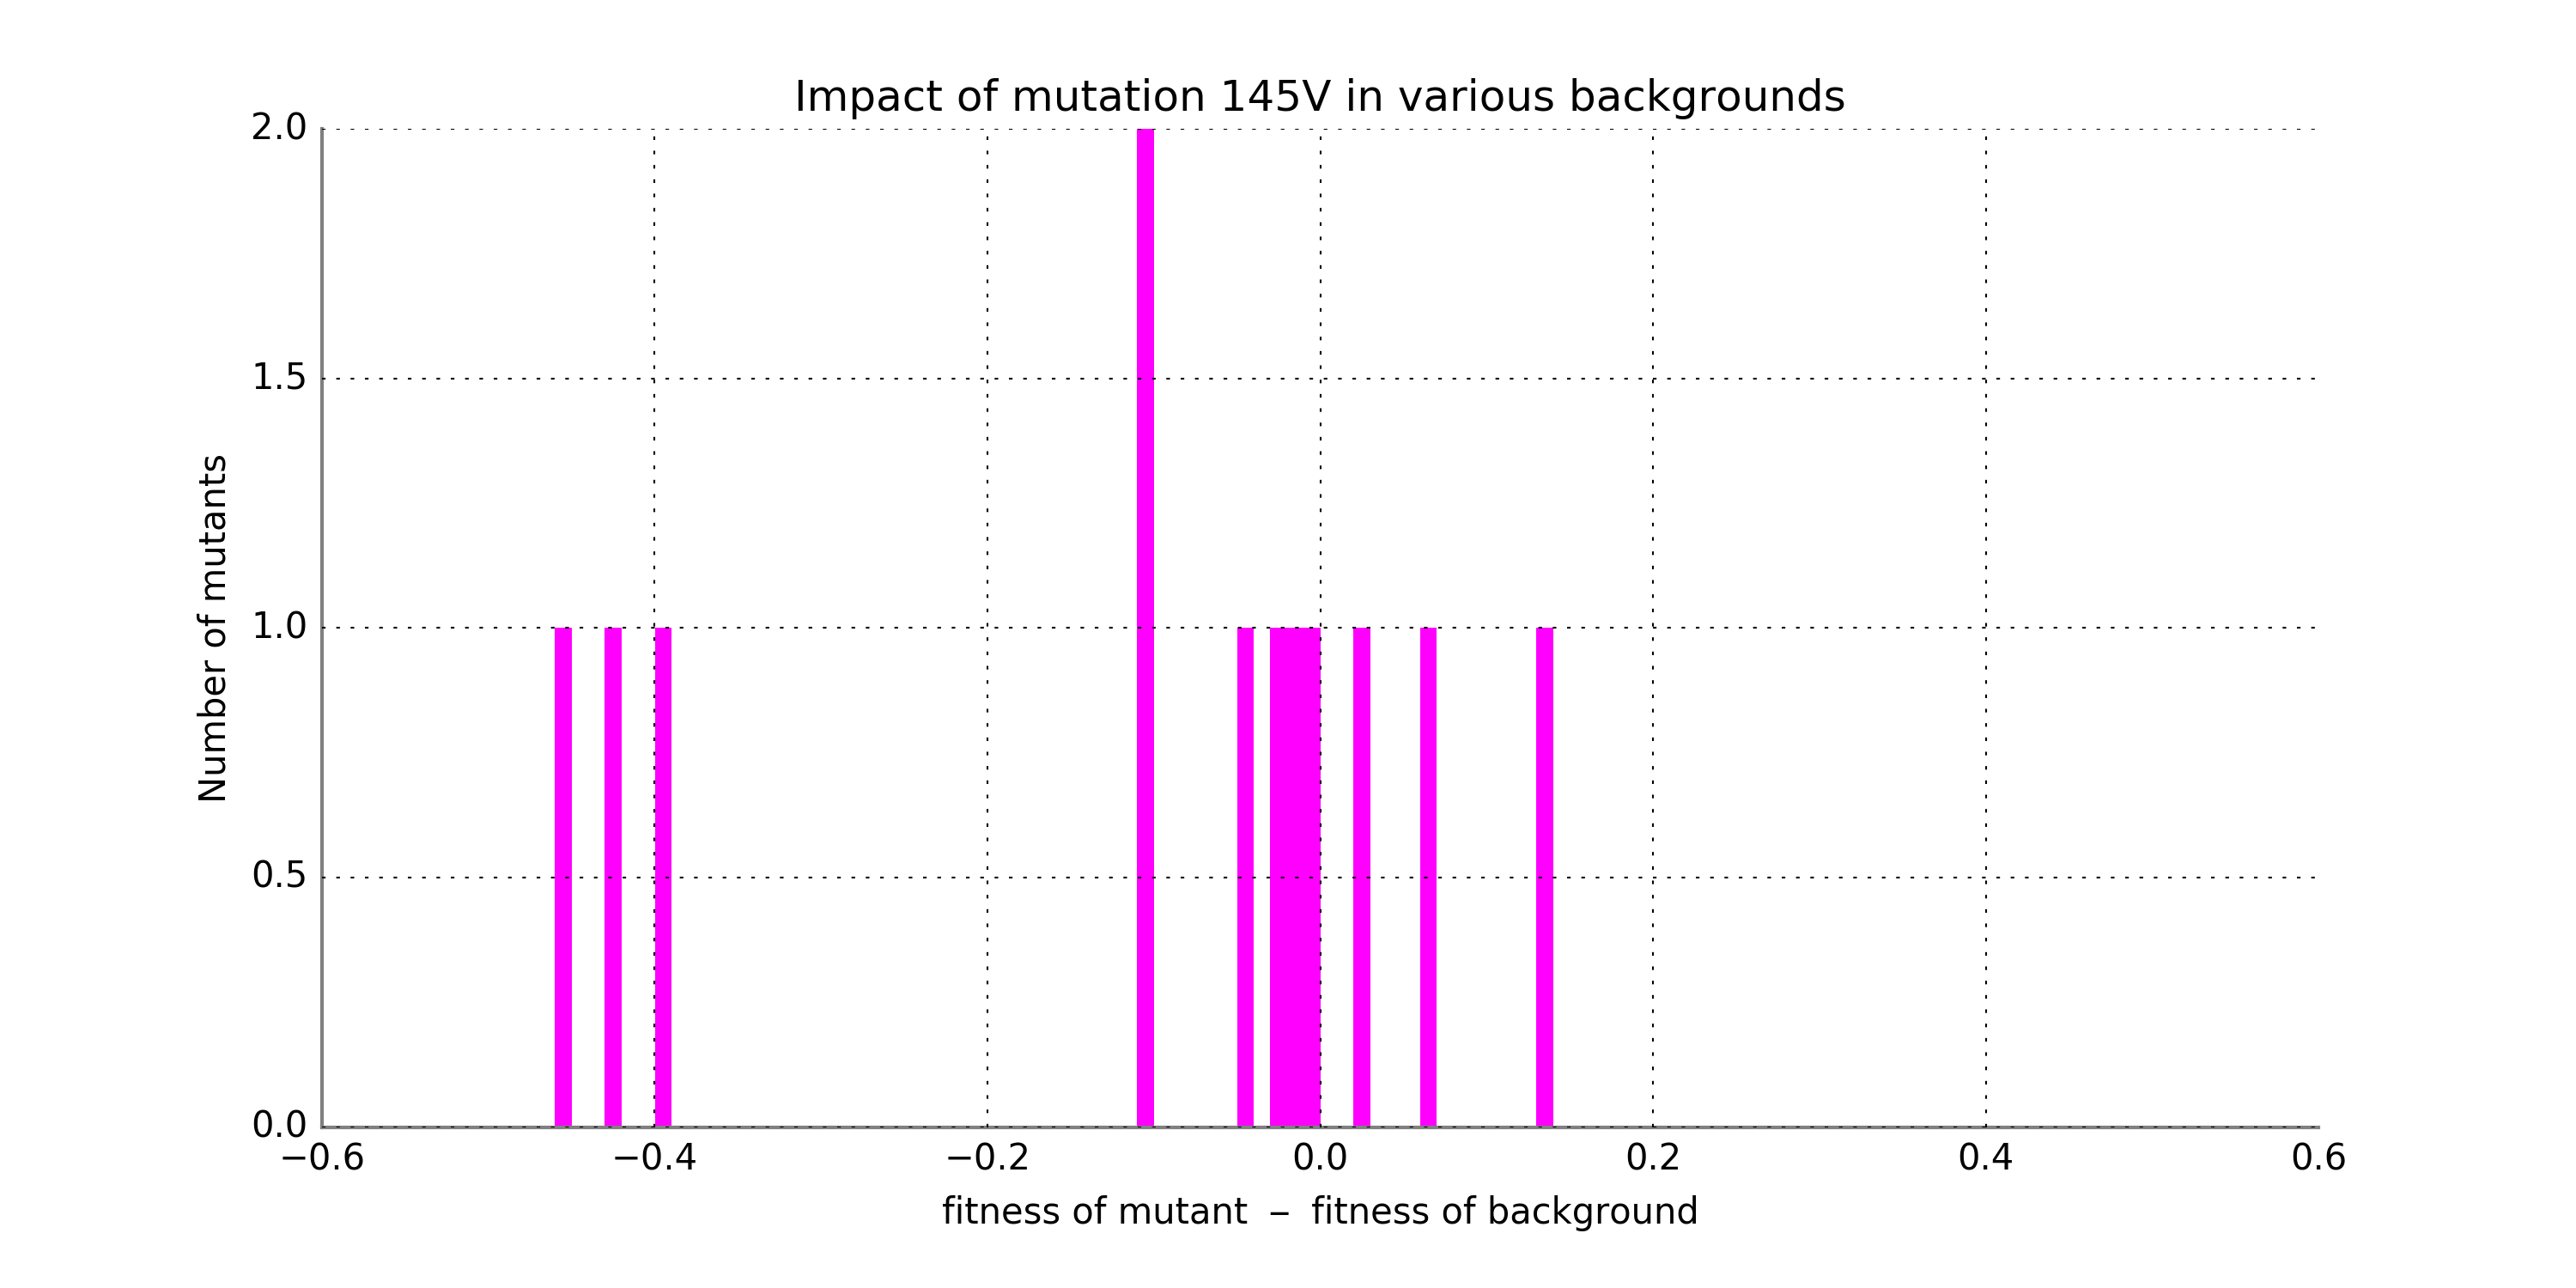 Impact of mutation 145V in various backgrounds
2.0
1.5
1.0
0.5
0.0
Number of mutants
−0.6 −0.4 −0.2 0.0 0.2 0.4 0.6
fitness of mutant − fitness of background